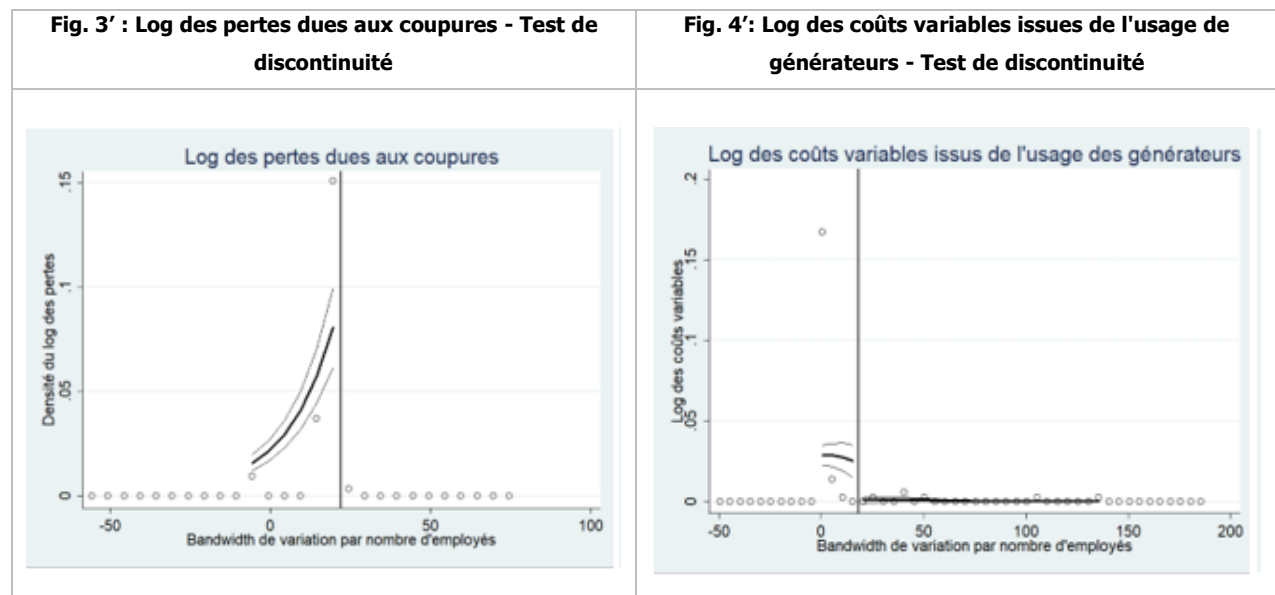 Fig. 3’ : Log des pertes dues aux coupures - Test de
discontinuité
Fig. 4’: Log des coûts variables issues de l'usage de
générateurs - Test de discontinuité
Log des pertes dues aux coupures
Densité du log des pertes
.15
.1
.05
0
-50
0
50
100
Bandwidth de variation par nombre d'employés
Log des coûts variables issus de l'usage des générateurs
Log des coûts variables
.2
.15
.1
.05
0
-50
0
50
100
150
200
Bandwidth de variation par nombre d'employés